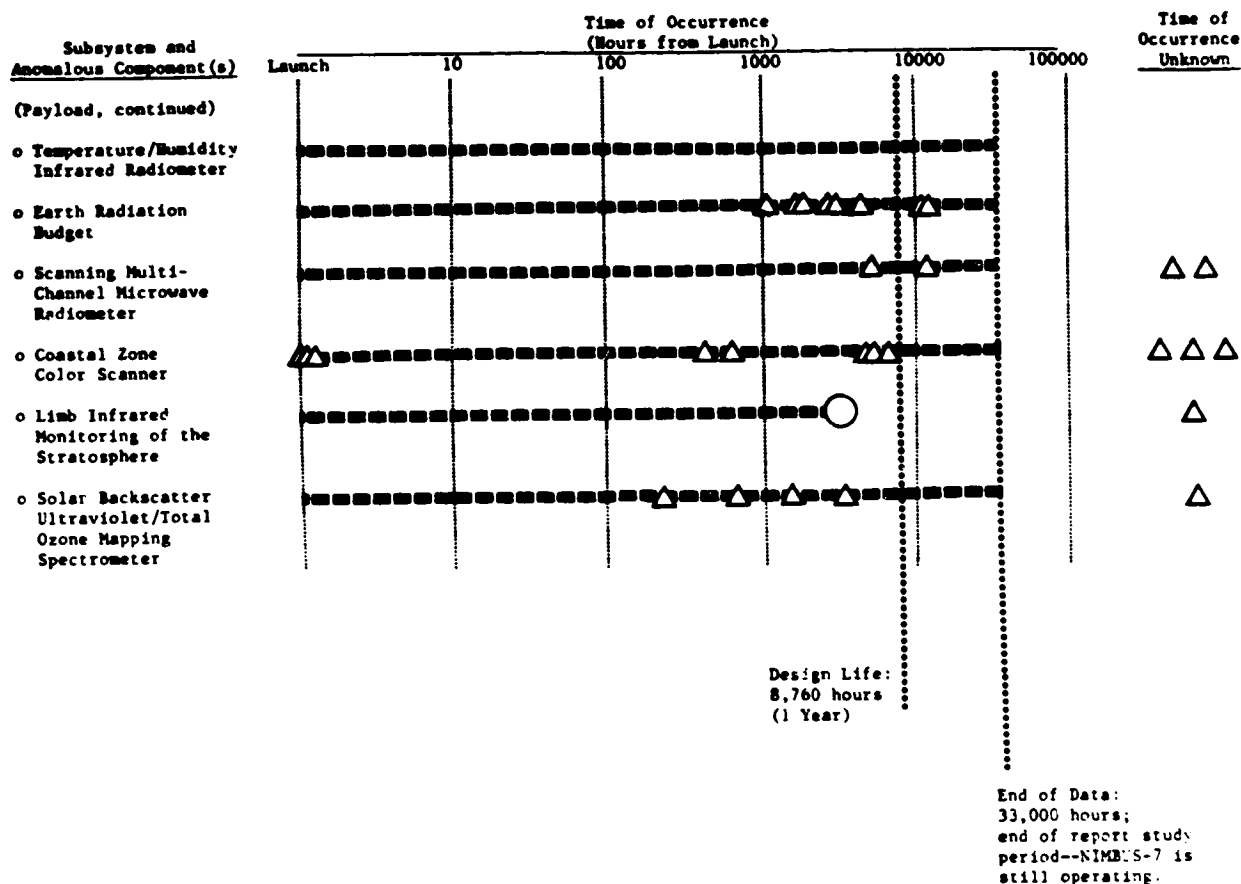 Time of Occurrence
(Hours from Launch)
Time of
Occurrence
Unknown
Subsystem and
Anomalous Component(s)
Launch 10 100 1000 10000 100000
(Payload, continued)
o Temperature/Humidity
Infrared Radiometer
o Earth Radiation
Budget
o Scanning Multi-
Channel Microwave
Radiometer
o Coastal Zone
Color Scanner
o Limb Infrared
Monitoring of the
Stratosphere
o Solar Backscatter
Ultraviolet/Total
Ozone Mapping
Spectrometer
Design Life:
8,760 hours
(1 Year)
End of Data:
33,000 hours;
end of report study
period--NIMBUS-7 is
still operating.